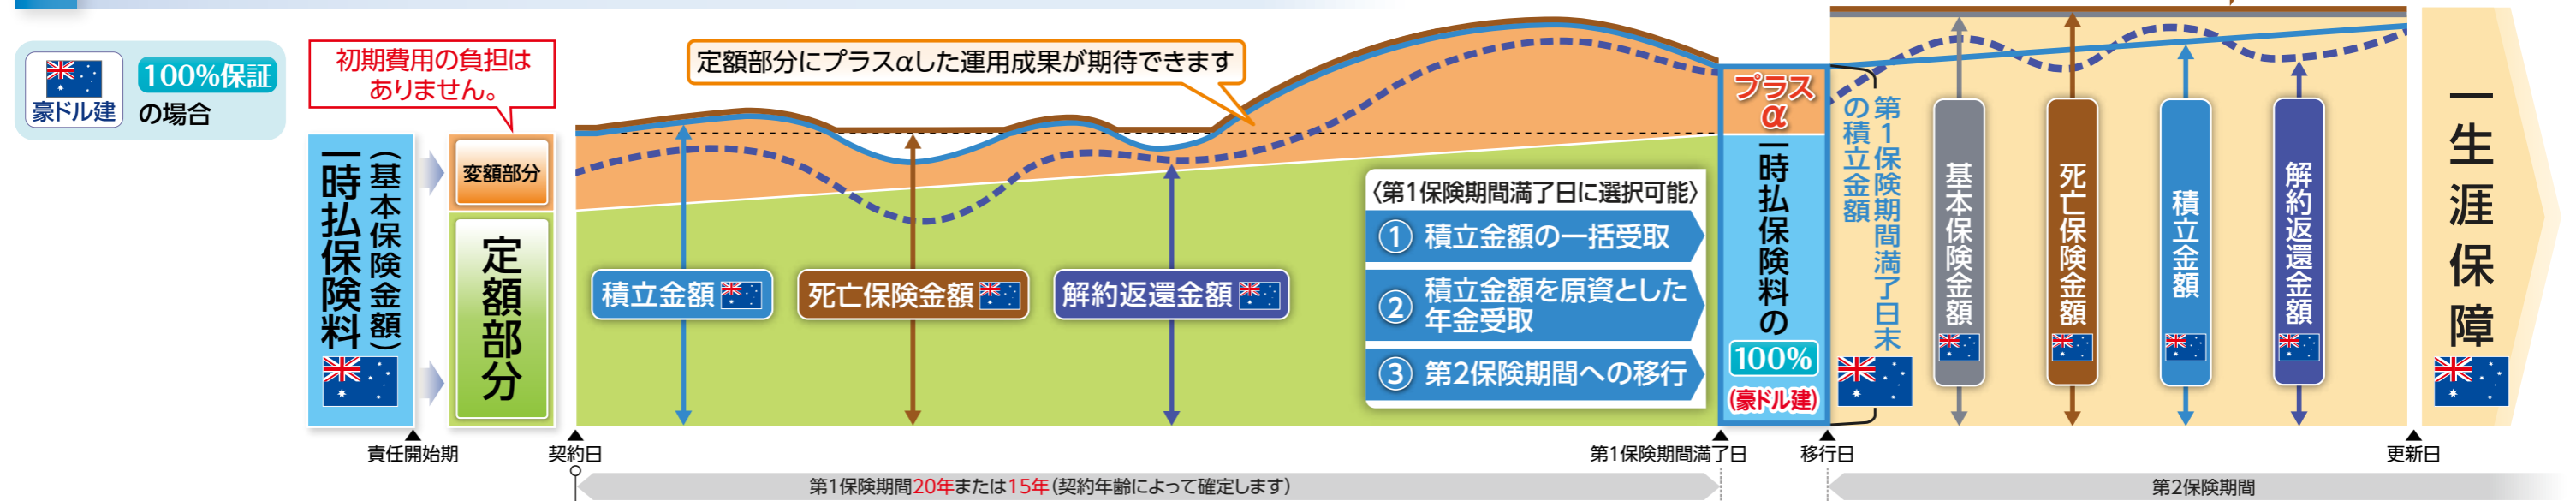 豪ドル建
100%保証
の場合
初期費用の負担は
ありません。
一時払保険料
(基本保険金額)
変額部分
定額部分
定額部分にプラスαした運用成果が期待できます
積立金額
死亡保険金額
解約返還金額
〈第1保険期間満了日に選択可能〉
① 積立金額の一括受取
② 積立金額を原資とした
年金受取
③ 第2保険期間への移行
プラス
α
一時払保険料の
100%
(豪ドル建)
第1保険期間満了日末
の積立金額
基本保険金額
死亡保険金額
積立金額
解約返還金額
一生涯保障
責任開始期
契約日
第1保険期間満了日
移行日
更新日
第1保険期間20年または15年(契約年齢によって確定します)
第2保険期間